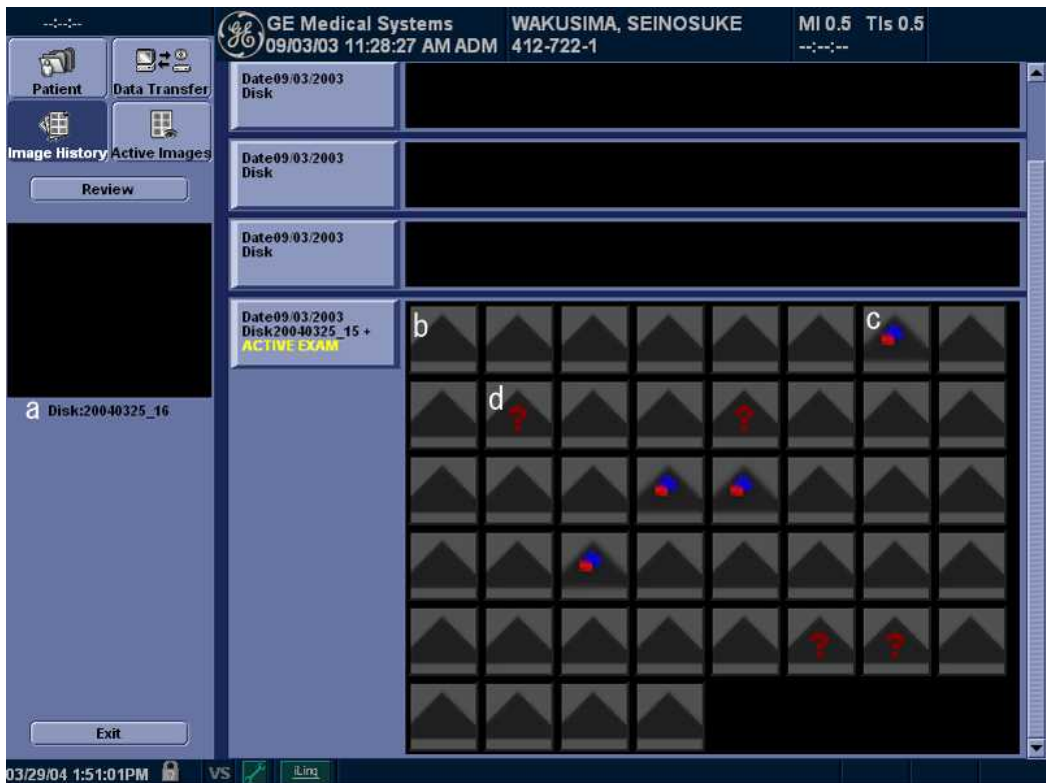 --:--:--
GE Medical Systems
WAKUSIMA, SEINOSUKE
MI 0.5 TIs 0.5
09/03/03 11:28:27 AM ADM
412-722-1
--:--:--
Patient
Data Transfer
Image History
Active Images
Review
Date09/03/2003
Disk
Date09/03/2003
Disk
Date09/03/2003
Disk
Date09/03/2003
Disk20040325_15 +
ACTIVE EXAM
b
c
a Disk:20040325_16
d
?
?
?
?
Exit
03/29/04 1:51:01PM
VS
iLinq